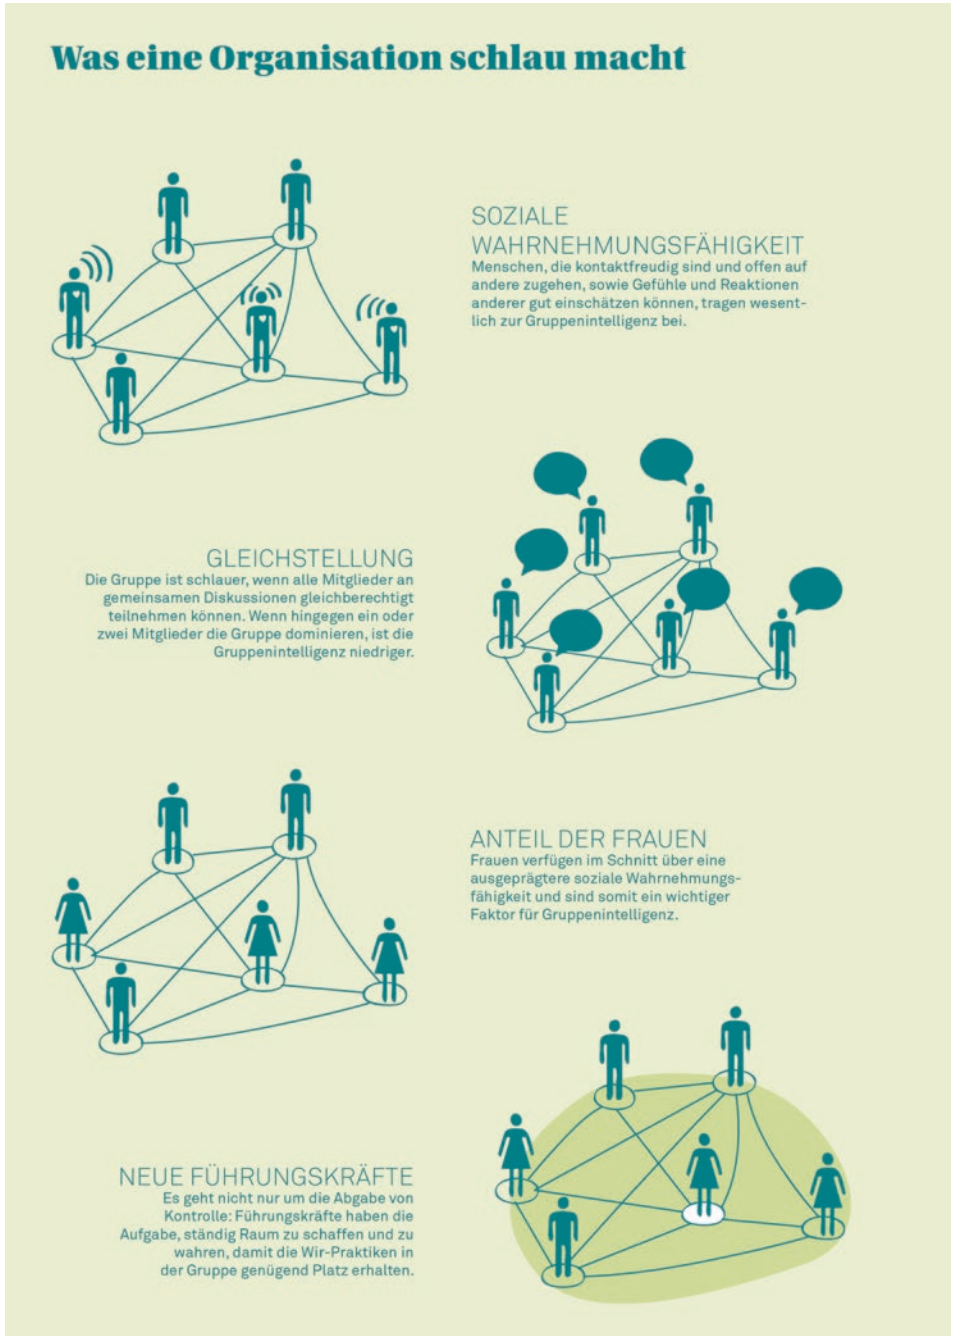 Was eine Organisation schlau macht
SOZIALE
WAHRNEHMUNGSFÄHIGKEIT
Menschen, die kontaktfreudig sind und offen auf
andere zugehen, sowie Gefühle und Reaktionen
anderer gut einschätzen können, tragen wesent-
lich zur Gruppenintelligenz bei.
GLEICHSTELLUNG
Die Gruppe ist schlauer, wenn alle Mitglieder an
gemeinsamen Diskussionen gleichberechtigt
teilnehmen können. Wenn hingegen ein oder
zwei Mitglieder die Gruppe dominieren, ist die
Gruppenintelligenz niedriger.
ANTEIL DER FRAUEN
Frauen verfügen im Schnitt über eine
ausgeprägtere soziale Wahrnehmungs-
fähigkeit und sind somit ein wichtiger
Faktor für Gruppenintelligenz.
NEUE FÜHRUNGSKRÄFTE
Es geht nicht nur um die Abgabe von
Kontrolle: Führungskräfte haben die
Aufgabe, ständig Raum zu schaffen und zu
wahren, damit die Wir-Praktiken in
der Gruppe genügend Platz erhalten.